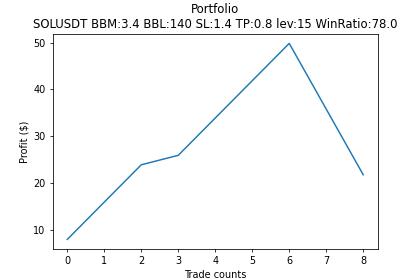 Portfolio
SOLUSDT BBM:3.4 BBL:140 SL:1.4 TP:0.8 lev:15 WinRatio:78.0
50
40
30
20
10
Profit ($)
0 1 2 3 4 5 6 7 8
Trade counts